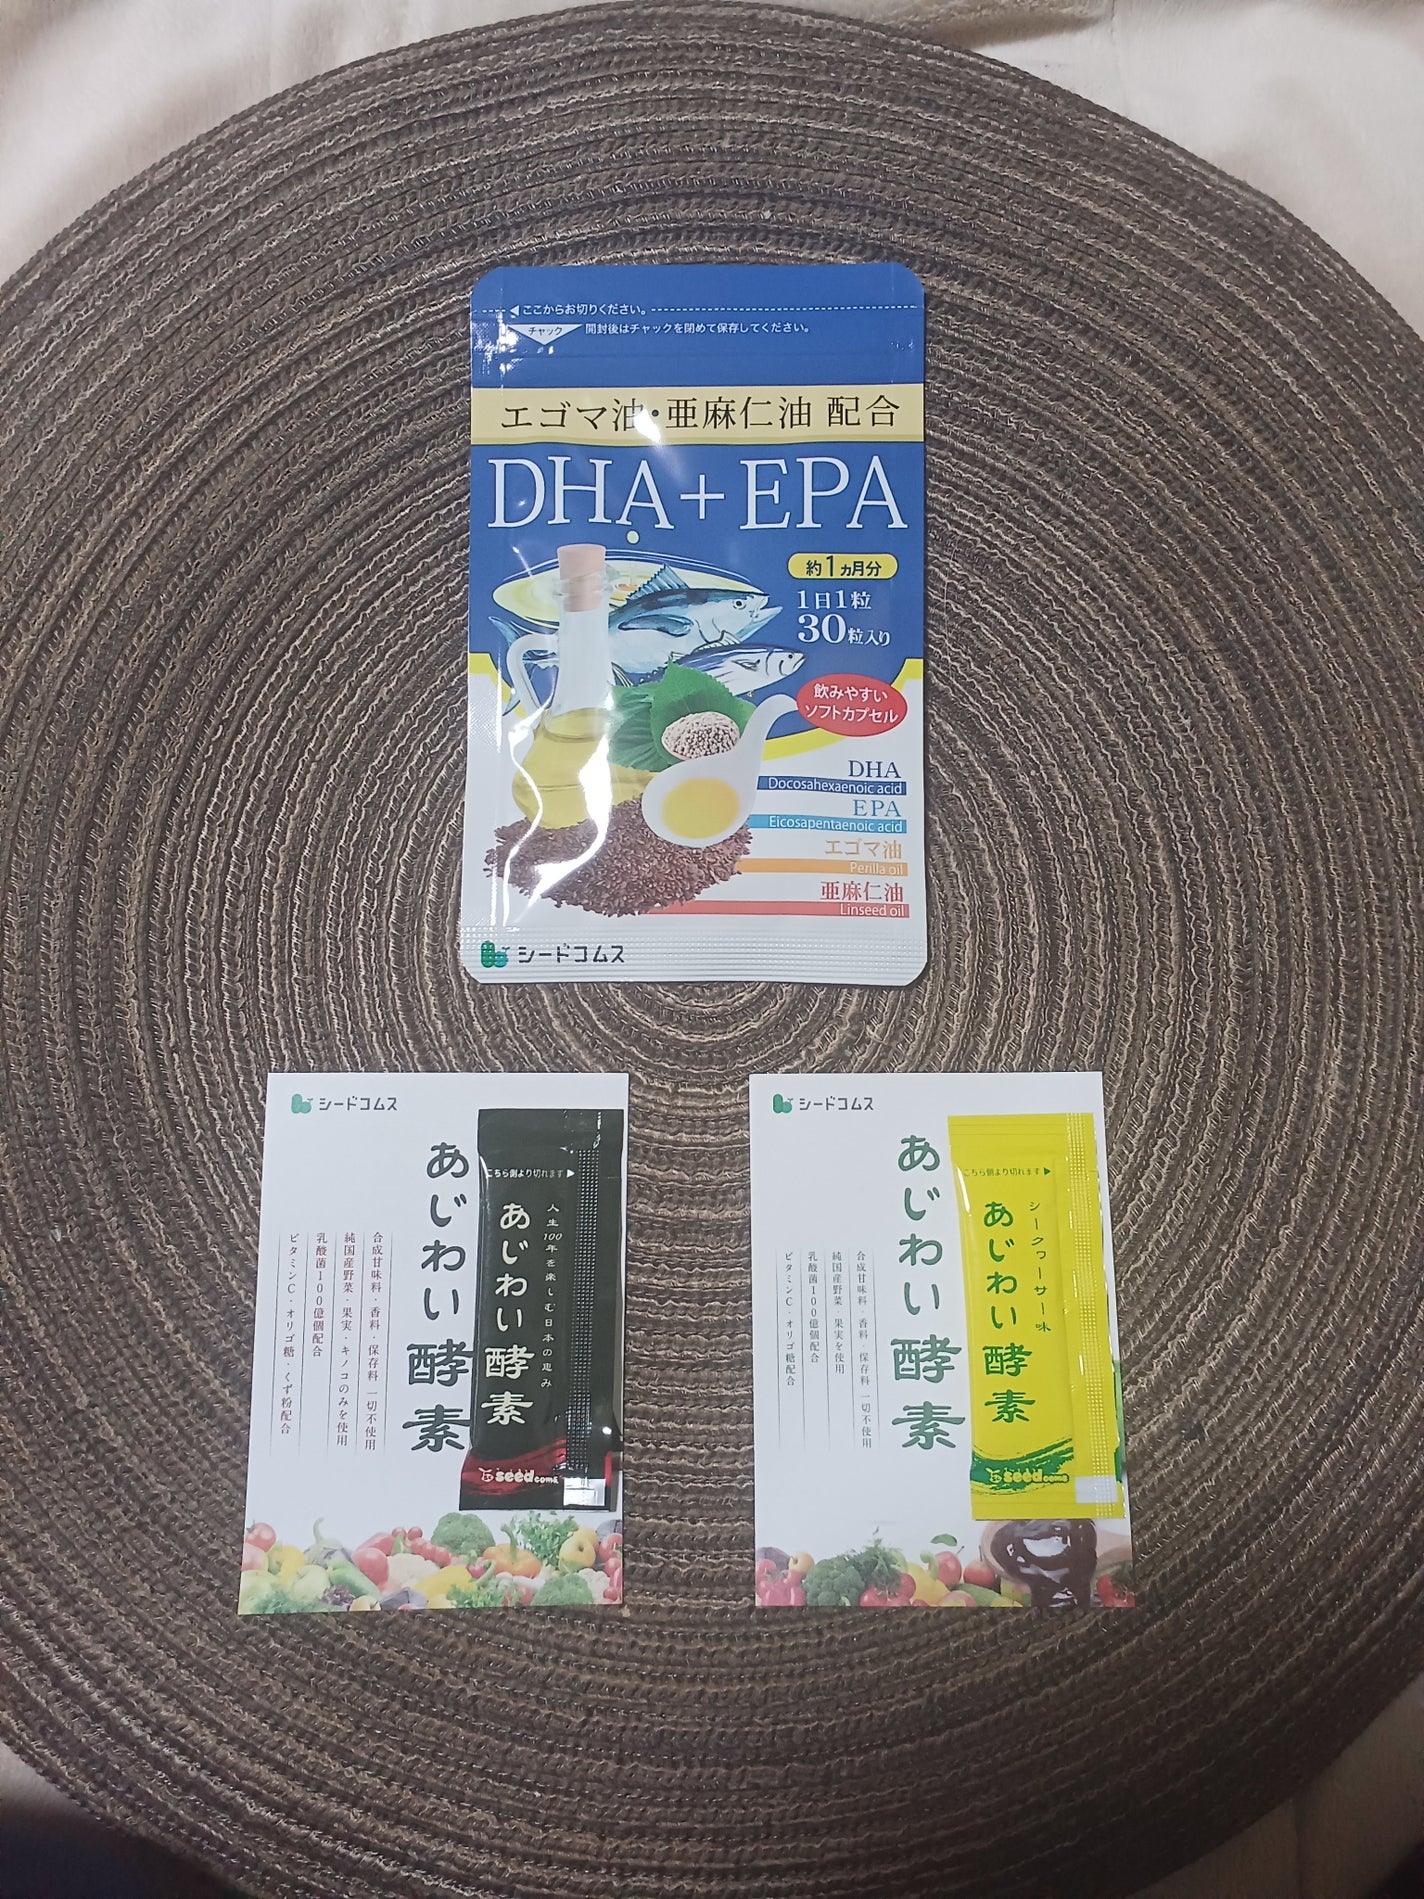 ここからお切りください。
チャック 開封後はチャックを閉めて保存してください。
エゴマ油・亜麻仁油 配合
DHA+EPA
約1ヵ月分
1日1粒
30粒入り
飲みやすい
ソフトカプセル
DHA
Docosahexaenoic acid
EPA
Eicosapentaenoic acid
エゴマ油
Perilla oil
亜麻仁油
Linseed oil
シードコムス
シードコムス
あじわい酵素
合成甘味料・香料・保存料 一切不使用
純国産野菜・果実・キノコのみを使用
乳酸菌100億個配合
ビタミンC・オリゴ糖・くず粉配合
こちら側より切れます
人生100年を楽しむ日本の恵み
あじわい酵素
seedcoms
シードコムス
あじわい酵素
合成甘味料・香料・保存料 一切不使用
純国産野菜・果実を使用
乳酸菌100億個配合
ビタミンC・オリゴ糖配合
こちら側より切れます
シークヮーサー味
あじわい酵素
seedcoms